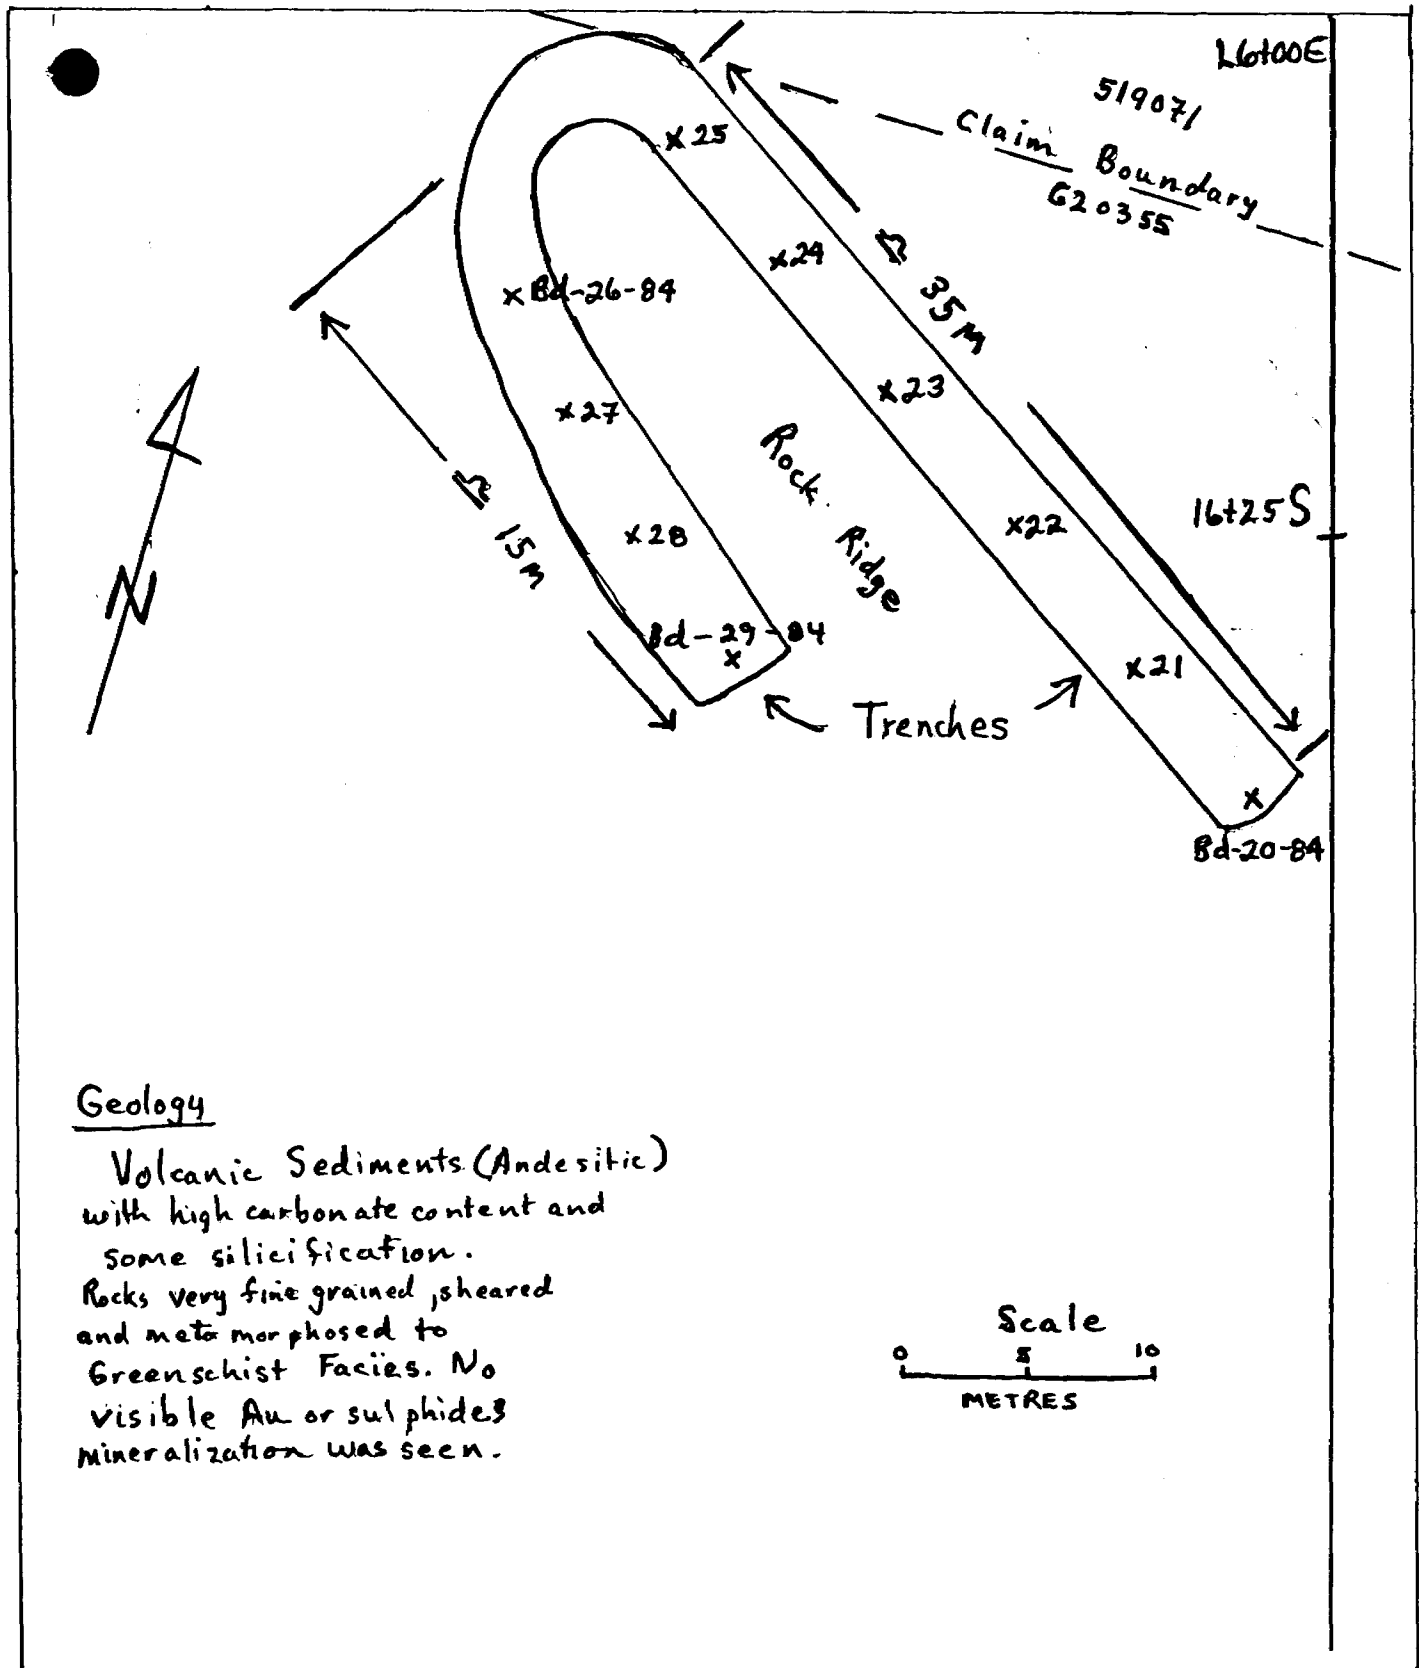 L6+00E
519071
Claim Boundary
620355
x25
x24
35 M
x Bd-26-84
x23
x27
Rock Ridge
16+25 S
x22
x28
15 m
N
Bd-29-84
x
x21
Trenches
x
Bd-20-84
Geology
Volcanic Sediments (Andesitic)
with high carbonate content and
some silicification.
Rocks very fine grained, sheared
and metamorphosed to
Greenschist Facies. No
visible Au or sulphides
mineralization was seen.
Scale
0 5 10
METRES